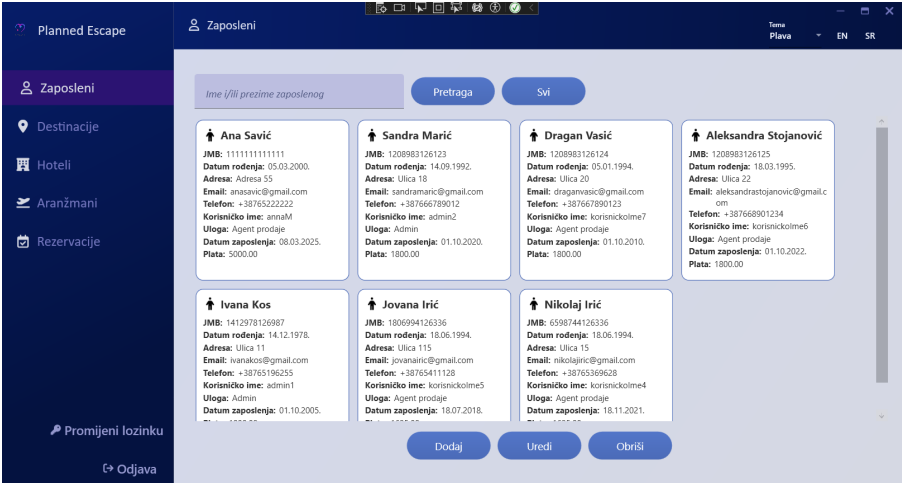 Planned Escape
Zaposleni
Tema
Plava
EN
SR
Zaposleni
Destinacije
Hoteli
Aranžmani
Rezervacije
Promijeni lozinku
Odjava
Ime i/ili prezime zaposlenog
Pretraga
Svi
Ana Savić
JMB: 1111111111111
Datum rođenja: 05.03.2000.
Adresa: Adresa 55
Email: anasavic@gmail.com
Telefon: +38765222222
Korisničko ime: annaM
Uloga: Agent prodaje
Datum zaposlenja: 08.03.2025.
Plata: 5000.00
Sandra Marić
JMB: 1208983126123
Datum rođenja: 14.09.1992.
Adresa: Ulica 18
Email: sandramaric@gmail.com
Telefon: +387666789012
Korisničko ime: admin2
Uloga: Admin
Datum zaposlenja: 01.10.2020.
Plata: 1800.00
Dragan Vasić
JMB: 1208983126124
Datum rođenja: 05.01.1994.
Adresa: Ulica 20
Email: draganvasic@gmail.com
Telefon: +387667890123
Korisničko ime: korisnickoIme7
Uloga: Agent prodaje
Datum zaposlenja: 01.10.2010.
Plata: 1800.00
Aleksandra Stojanović
JMB: 1208983126125
Datum rođenja: 18.03.1995.
Adresa: Ulica 22
Email: aleksandrastojanovic@gmail.c
om
Telefon: +387668901234
Korisničko ime: korisnickoIme6
Uloga: Agent prodaje
Datum zaposlenja: 01.10.2022.
Plata: 1800.00
Ivana Kos
JMB: 1412978126987
Datum rođenja: 14.12.1978.
Adresa: Ulica 11
Email: ivanakos@gmail.com
Telefon: +38765196255
Korisničko ime: admin1
Uloga: Admin
Datum zaposlenja: 01.10.2005.
Jovana Irić
JMB: 1806994126336
Datum rođenja: 18.06.1994.
Adresa: Ulica 115
Email: jovanairic@gmail.com
Telefon: +38765411128
Korisničko ime: korisnickoIme5
Uloga: Agent prodaje
Datum zaposlenja: 18.07.2018.
Nikolaj Irić
JMB: 6598744126336
Datum rođenja: 18.06.1994.
Adresa: Ulica 15
Email: nikolajiric@gmail.com
Telefon: +38765369628
Korisničko ime: korisnickoIme4
Uloga: Agent prodaje
Datum zaposlenja: 18.11.2021.
Dodaj
Uredi
Obriši